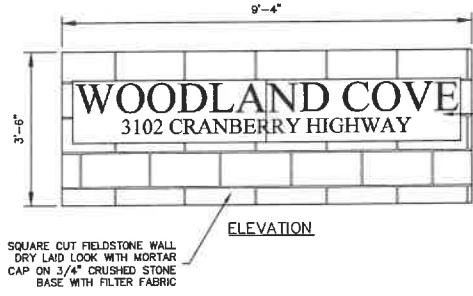 9'-4"
3'-6"
WOODLAND COVE
3102 CRANBERRY HIGHWAY
ELEVATION
SQUARE CUT FIELDSTONE WALL
DRY LAID LOOK WITH MORTAR
CAP ON 3/4" CRUSHED STONE
BASE WITH FILTER FABRIC